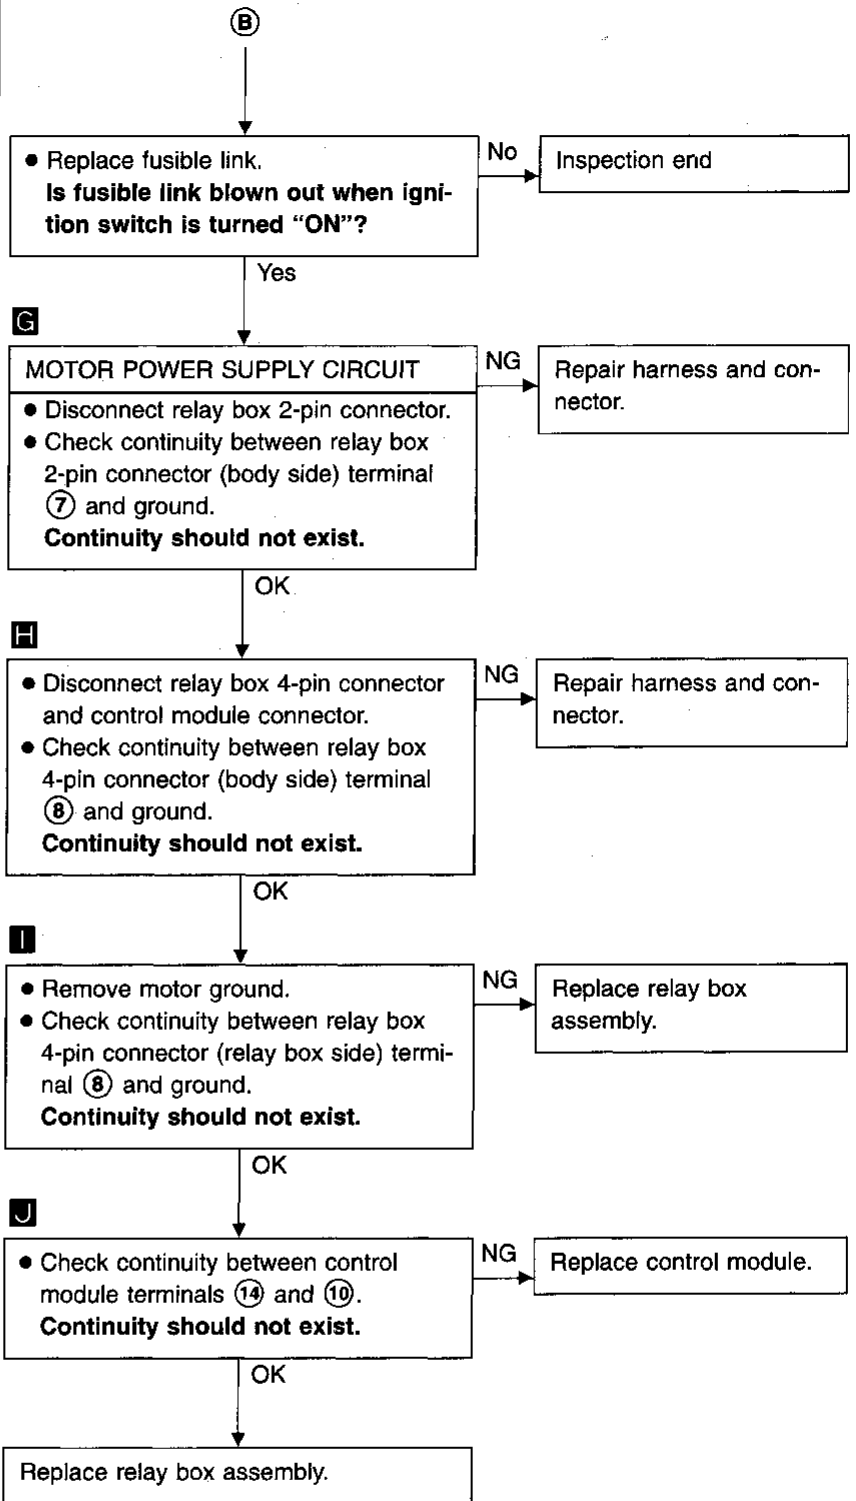 B
● Replace fusible link.
Is fusible link blown out when igni-
tion switch is turned “ON”?
No
Inspection end
Yes
G
MOTOR POWER SUPPLY CIRCUIT
● Disconnect relay box 2-pin connector.
● Check continuity between relay box
2-pin connector (body side) terminal
⑦ and ground.
Continuity should not exist.
NG
Repair harness and con-
nector.
OK
H
● Disconnect relay box 4-pin connector
and control module connector.
● Check continuity between relay box
4-pin connector (body side) terminal
⑧ and ground.
Continuity should not exist.
NG
Repair harness and con-
nector.
OK
I
● Remove motor ground.
● Check continuity between relay box
4-pin connector (relay box side) termi-
nal ⑧ and ground.
Continuity should not exist.
NG
Replace relay box
assembly.
OK
J
● Check continuity between control
module terminals ⑭ and ⑩.
Continuity should not exist.
NG
Replace control module.
OK
Replace relay box assembly.